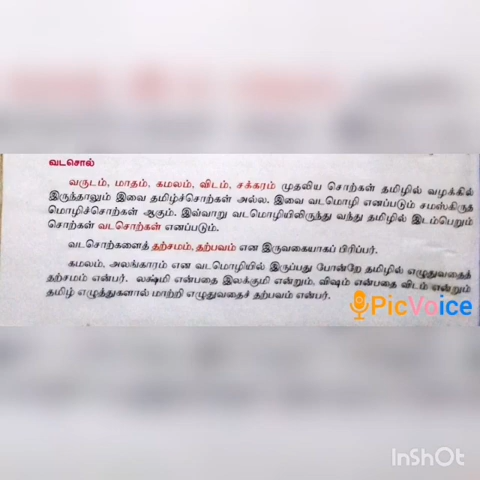 வடசொல்
வருடம், மாதம், கமலம், விடம், சக்கரம் முதலிய சொற்கள் தமிழில் வழக்கில்
இருந்தாலும் இவை தமிழ்ச்சொற்கள் அல்ல. இவை வடமொழி எனப்படும் சமஸ்கிருத
மொழிச்சொற்கள் ஆகும். இவ்வாறு வடமொழியிலிருந்து வந்து தமிழில் இடம்பெறும்
சொற்கள் வடசொற்கள் எனப்படும்.
வடசொற்களைத் தற்சமம், தற்பவம் என இருவகையாகப் பிரிப்பர்.
கமலம், அலங்காரம் என வடமொழியில் இருப்பது போன்றே தமிழில் எழுதுவதைத்
தற்சமம் என்பர். லக்ஷ்மி என்பதை இலக்குமி என்றும், விஷம் என்பதை விடம் என்றும்
தமிழ் எழுத்துகளால் மாற்றி எழுதுவதைச் தற்பவம் என்பர்.
PicVoice
InShOt